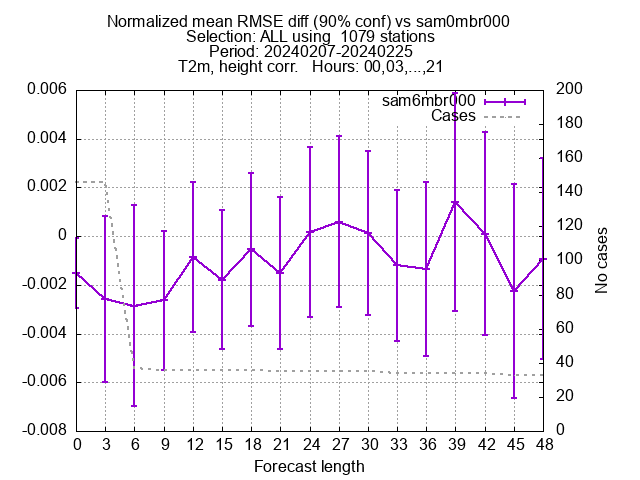 Normalized mean RMSE diff (90% conf) vs sam0mbr000
Selection: ALL using  1079 stations
Period: 20240207-20240225
T2m, height corr.   Hours: 00,03,...,21
sam6mbr000
Cases
0.006
0.004
0.002
0
-0.002
-0.004
-0.006
-0.008
200
180
160
140
120
100
80
60
40
20
0
No cases
0 3 6 9 12 15 18 21 24 27 30 33 36 39 42 45 48
Forecast length